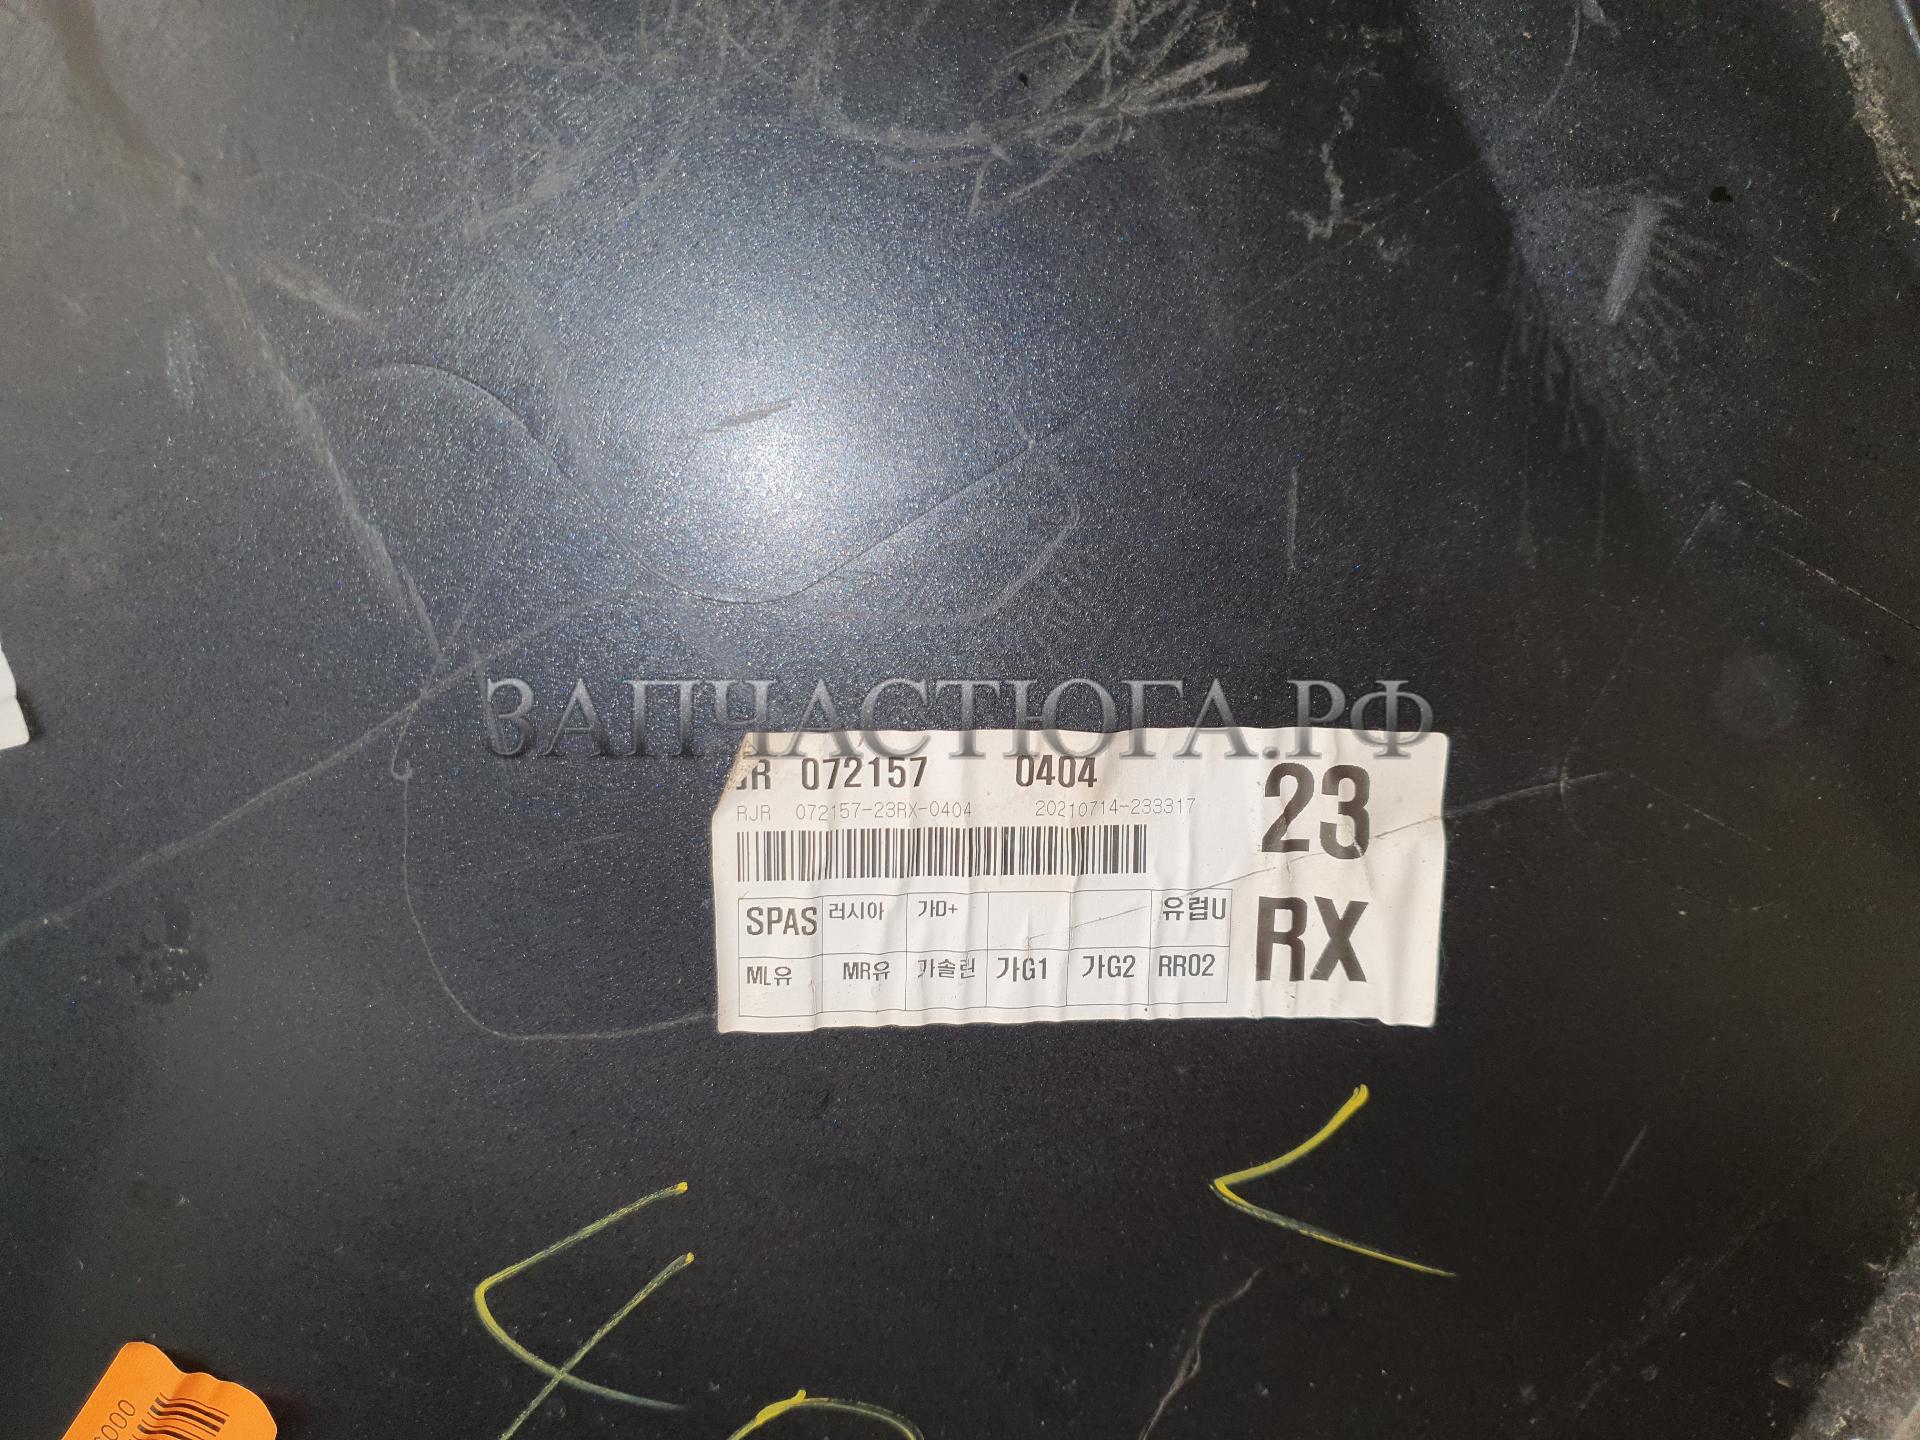 ЗАПЧАСТЮГА.РФ
JR 072157 0404
23
RJR 072157-23RX-0404 20210714-233317
SPAS 러시아 가D+ 유럽U
RX
ML유 MR유 가솔린 가G1 가G2 RR02